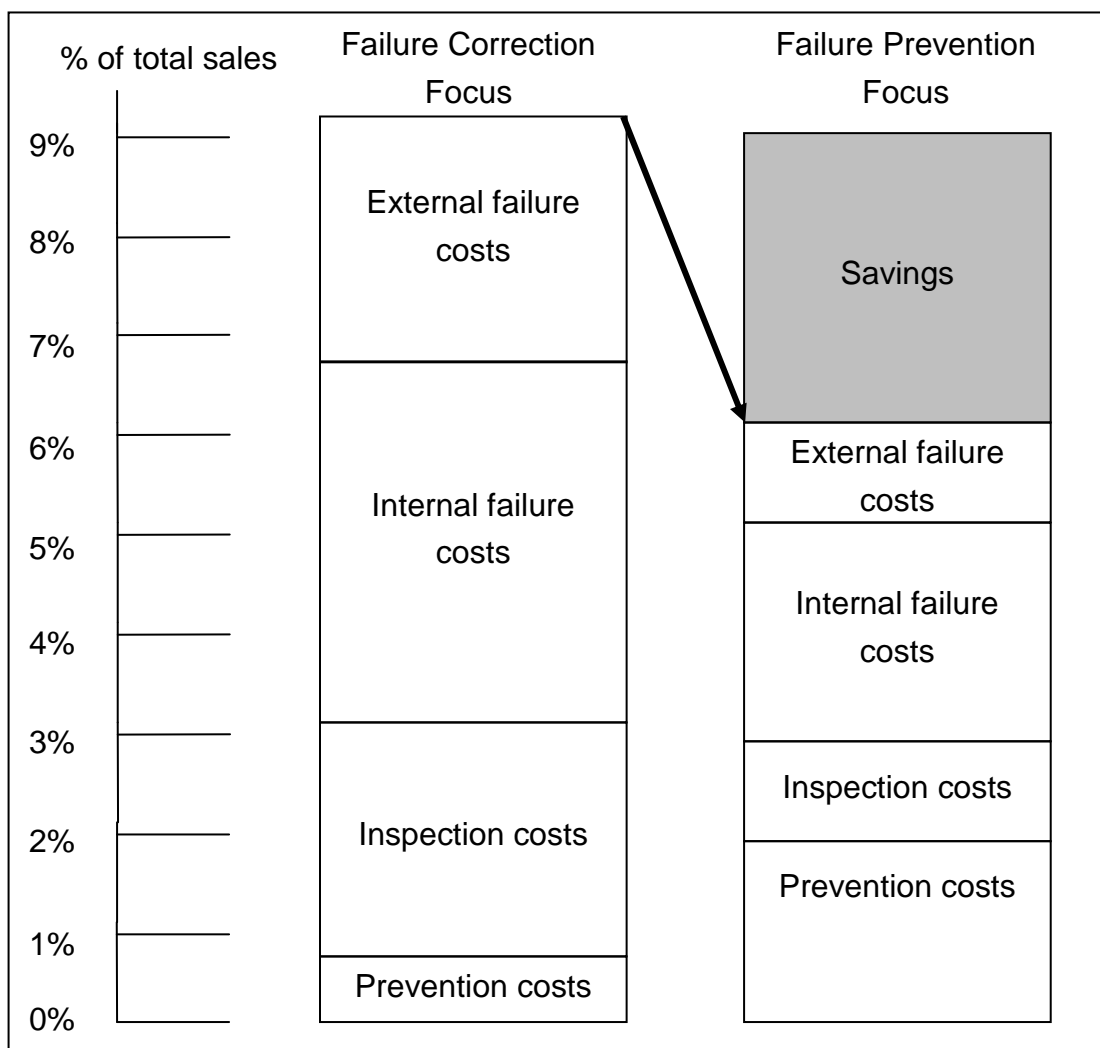 % of total sales
Failure Correction
Focus
Failure Prevention
Focus
9%
8%
7%
6%
5%
4%
3%
2%
1%
0%
External failure
costs
Internal failure
costs
Inspection costs
Prevention costs
Savings
External failure
costs
Internal failure
costs
Inspection costs
Prevention costs